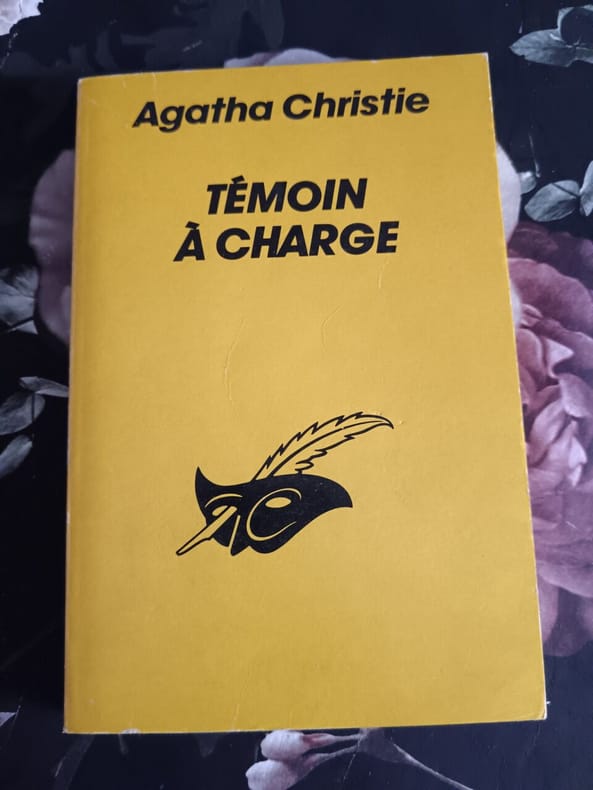 Agatha Christie
TÉMOIN
À CHARGE